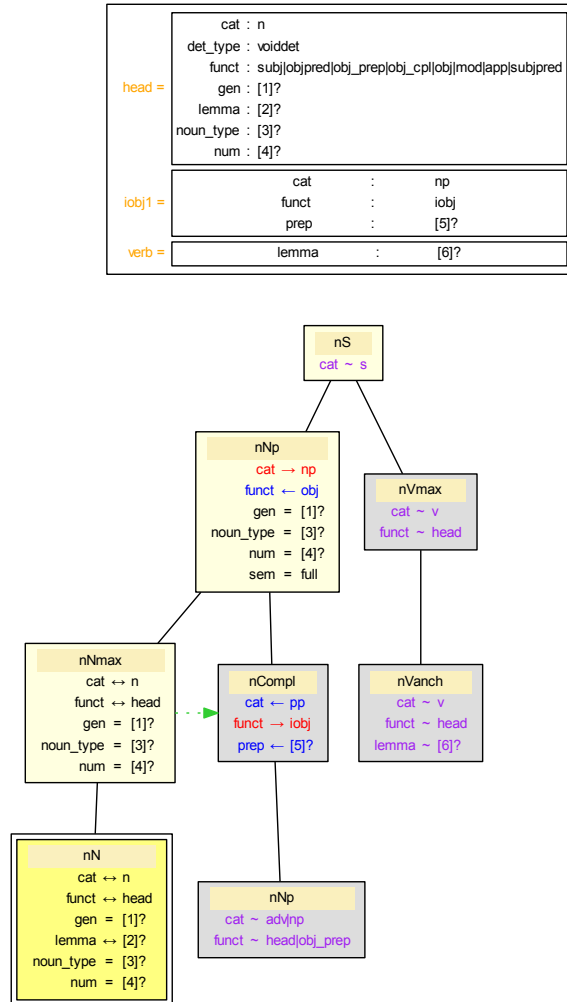 head =
cat : n
det_type : voiddet
funct : subj|objpred|obj_prep|obj_cpl|obj|mod|app|subjpred
gen : [1]?
lemma : [2]?
noun_type : [3]?
num : [4]?
iobj1 =
cat : np
funct : iobj
prep : [5]?
verb =
lemma : [6]?
nS
cat ~ s
nNp
cat → np
funct ← obj
gen = [1]?
noun_type = [3]?
num = [4]?
sem = full
nVmax
cat ~ v
funct ~ head
nNmax
cat ↔ n
funct ↔ head
gen = [1]?
noun_type = [3]?
num = [4]?
nCompl
cat ← pp
funct → iobj
prep ← [5]?
nVanch
cat ~ v
funct ~ head
lemma ~ [6]?
nN
cat ↔ n
funct ↔ head
gen = [1]?
lemma ↔ [2]?
noun_type = [3]?
num = [4]?
nNp
cat ~ adv|np
funct ~ head|obj_prep